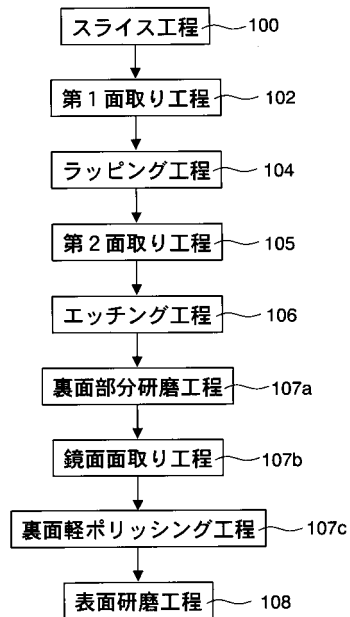 スライス工程 100
第1面取り工程 102
ラッピング工程 104
第2面取り工程 105
エッチング工程 106
裏面部分研磨工程 107a
鏡面面取り工程 107b
裏面軽ポリッシング工程 107c
表面研磨工程 108